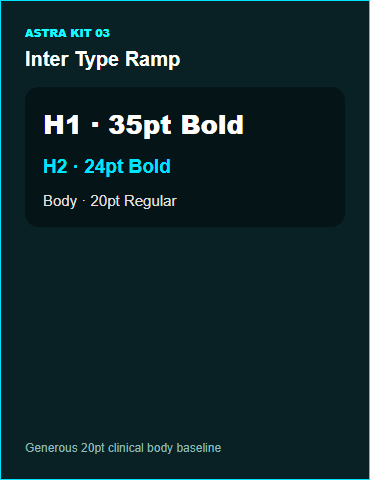 ASTRA KIT 03
Inter Type Ramp
H1 · 35pt Bold
H2 · 24pt Bold
Body · 20pt Regular
Generous 20pt clinical body baseline